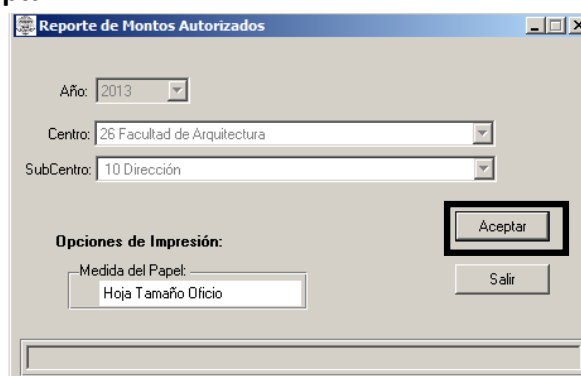 Reporte de Montos Autorizados
Año: 2013
Centro: 26 Facultad de Arquitectura
SubCentro: 10 Dirección
Aceptar
Opciones de Impresión:
Medida del Papel:
Salir
Hoja Tamaño Oficio